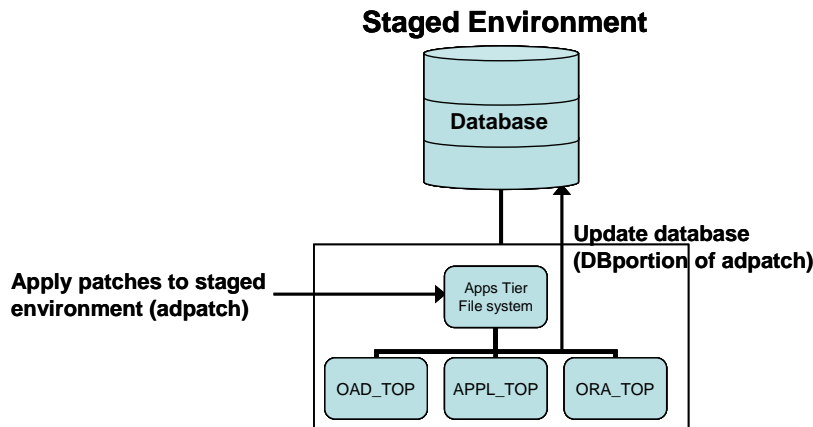 Staged Environment
Database
Update database
(DBportion of adpatch)
Apply patches to staged
environment (adpatch)
Apps Tier
File system
OAD_TOP
APPL_TOP
ORA_TOP